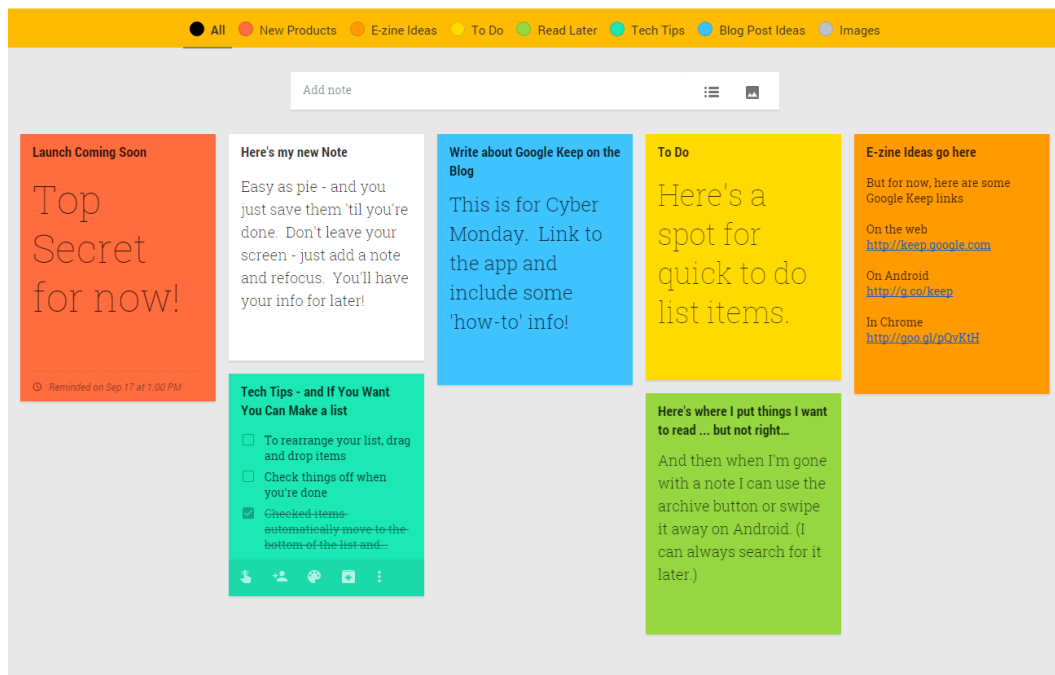 All New Products E-zine Ideas To Do Read Later Tech Tips Blog Post Ideas Images
Add note
Launch Coming Soon
Top
Secret
for now!
Reminded on Sep 17 at 1:00 PM
Here's my new Note
Easy as pie - and you
just save them 'til you're
done. Don't leave your
screen - just add a note
and refocus. You'll have
your info for later!
Tech Tips - and If You Want
You Can Make a list
To rearrange your list, drag
and drop items
Check things off when
you're done
Checked items
automatically move to the
bottom of the list and...
Write about Google Keep on the
Blog
This is for Cyber
Monday. Link to
the app and
include some
'how-to' info!
To Do
Here's a
spot for
quick to do
list items.
Here's where I put things I want
to read ... but not right...
And then when I'm gone
with a note I can use the
archive button or swipe
it away on Android. (I
can always search for it
later.)
E-zine Ideas go here
But for now, here are some
Google Keep links
On the web
http://keep.google.com
On Android
http://g.co/keep
In Chrome
http://goo.gl/pQvKtH